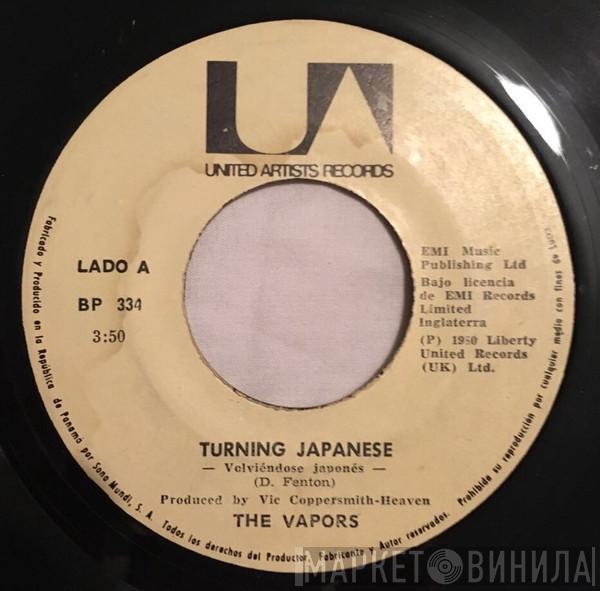 UA
UNITED ARTISTS RECORDS
LADO A
BP 334
3:50
EMI Music
Publishing Ltd
Bajo licencia
de EMI Records
Limited
Inglaterra
(P) 1980 Liberty
United Records
(UK) Ltd.
TURNING JAPANESE
— Volviéndose japonés —
(D. Fenton)
Produced by Vic Coppersmith-Heaven
THE VAPORS
Fabricado y Producido en la República de Panama por Sono Mundi, S. A. Todos los derechos del Productor, Fabricante y Autor reservados. Prohibida su reproducción por cualquier medio con fines de Lucro.
МАРКЕТ ВИНИЛА